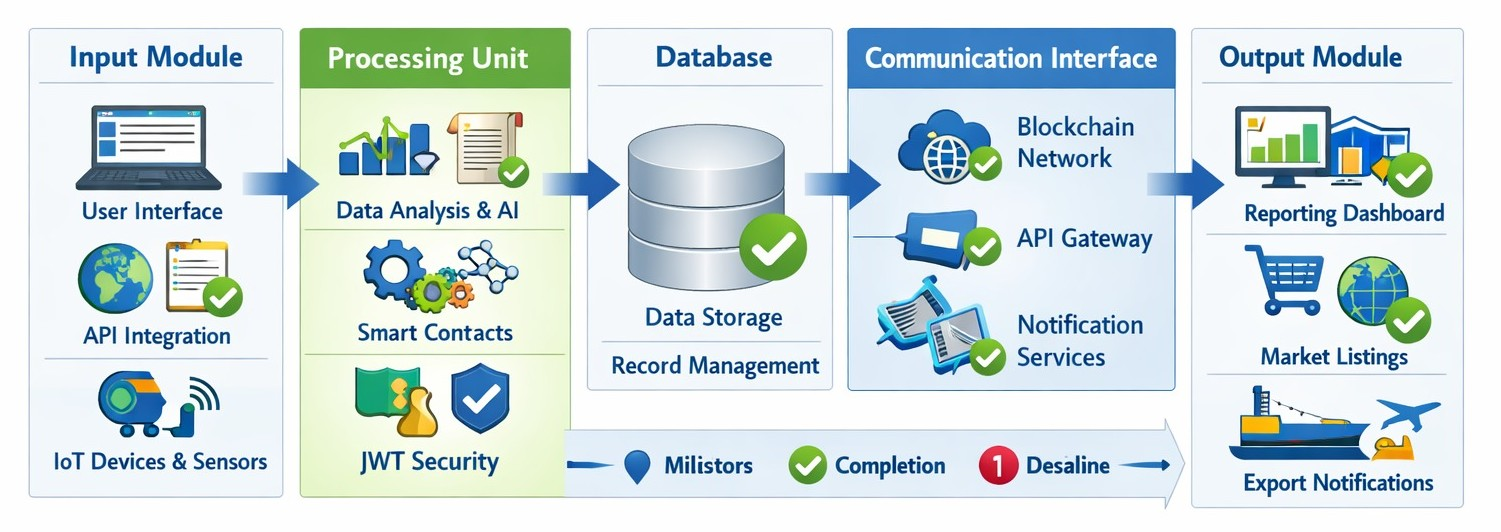 Input Module
User Interface
API Integration
IoT Devices & Sensors
Processing Unit
Data Analysis & AI
Smart Contacts
JWT Security
Database
Data Storage
Record Management
Communication Interface
Blockchain
Network
API Gateway
Notification
Services
Output Module
Reporting Dashboard
Market Listings
Export Notifications
Milistors
Completion
1 Desaline